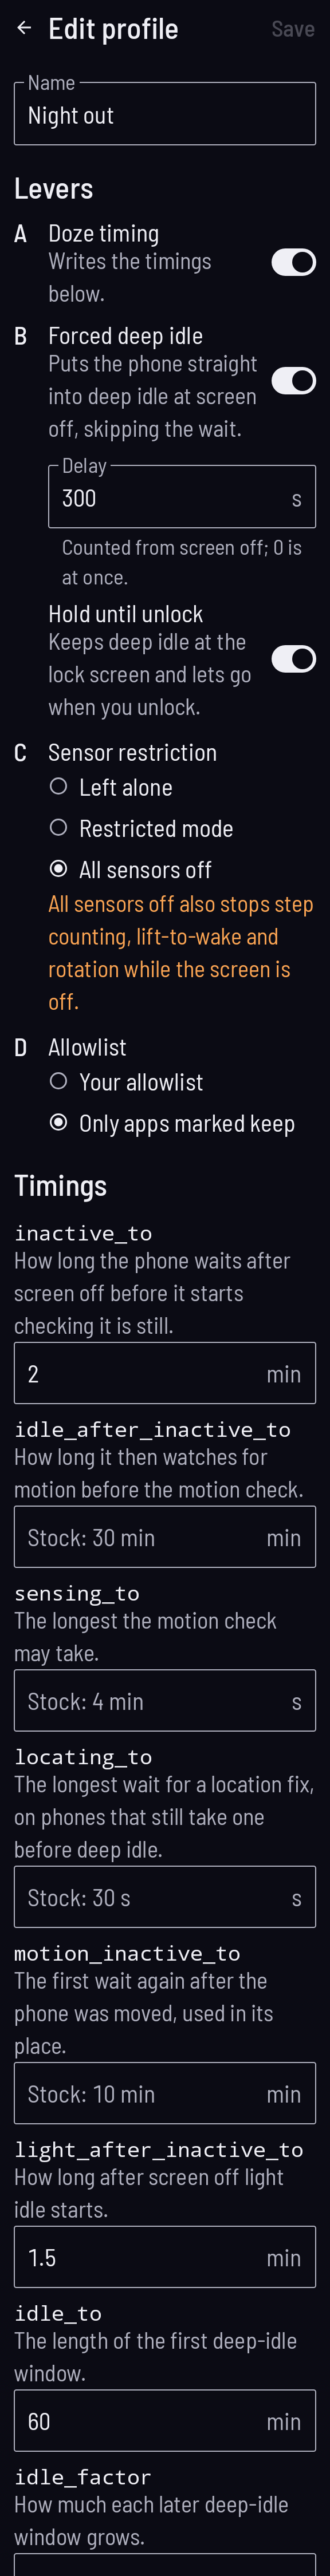 Edit profile
Save
Name
Night out
Levers
A
Doze timing
Writes the timings
below.
B
Forced deep idle
Puts the phone straight
into deep idle at screen
off, skipping the wait.
Delay
300
s
Counted from screen off; 0 is
at once.
Hold until unlock
Keeps deep idle at the
lock screen and lets go
when you unlock.
C
Sensor restriction
Left alone
Restricted mode
All sensors off
All sensors off also stops step
counting, lift-to-wake and
rotation while the screen is
off.
D
Allowlist
Your allowlist
Only apps marked keep
Timings
inactive_to
How long the phone waits after
screen off before it starts
checking it is still.
2
min
idle_after_inactive_to
How long it then watches for
motion before the motion check.
Stock: 30 min
min
sensing_to
The longest the motion check
may take.
Stock: 4 min
s
locating_to
The longest wait for a location fix,
on phones that still take one
before deep idle.
Stock: 30 s
s
motion_inactive_to
The first wait again after the
phone was moved, used in its
place.
Stock: 10 min
min
light_after_inactive_to
How long after screen off light
idle starts.
1.5
min
idle_to
The length of the first deep-idle
window.
60
min
idle_factor
How much each later deep-idle
window grows.